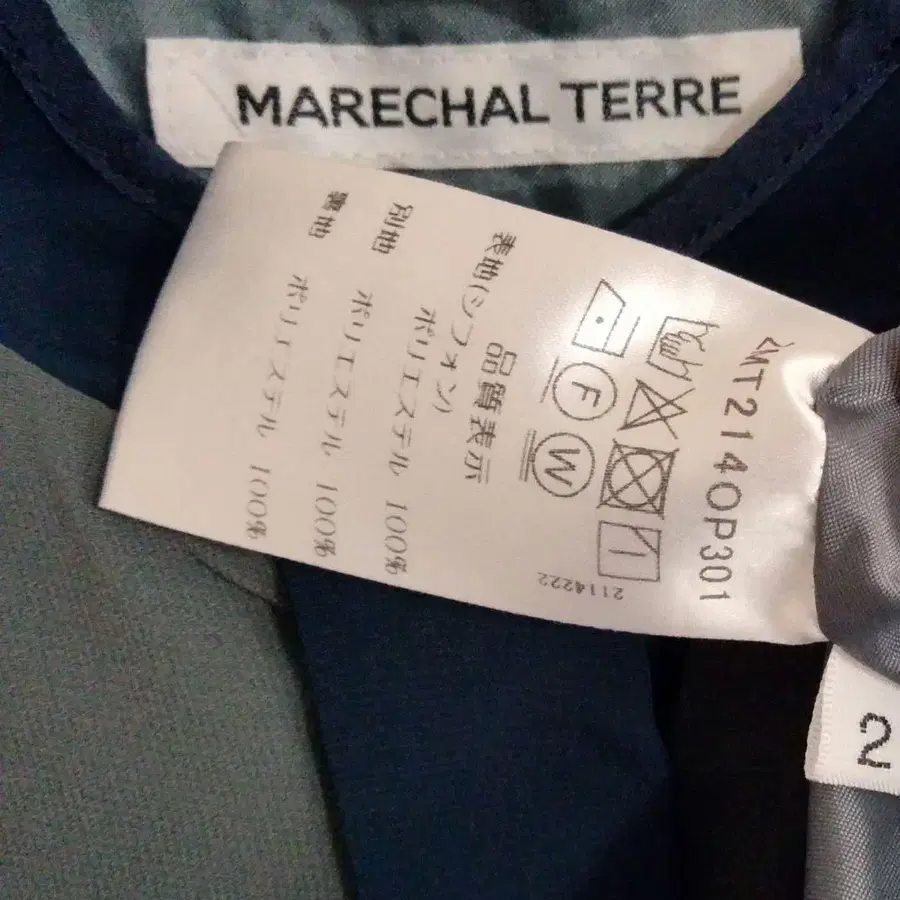 MARECHAL TERRE
ZMT214OP301
F
W
2114222
品質表示
表地(シフォン)
ポリエステル 100%
別地 ポリエステル 100%
裏地 ポリエステル 100%
2